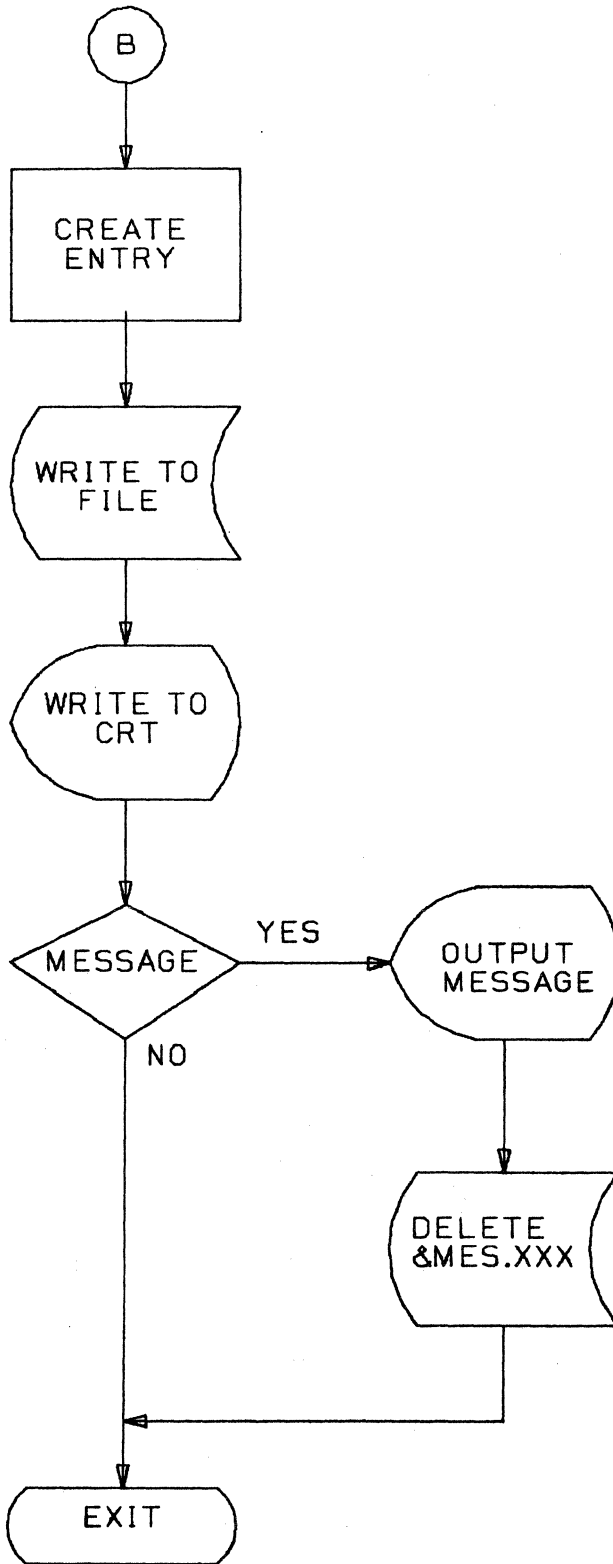 B
CREATE
ENTRY
WRITE TO
FILE
WRITE TO
CRT
MESSAGE
YES
NO
OUTPUT
MESSAGE
DELETE
&MES.XXX
EXIT